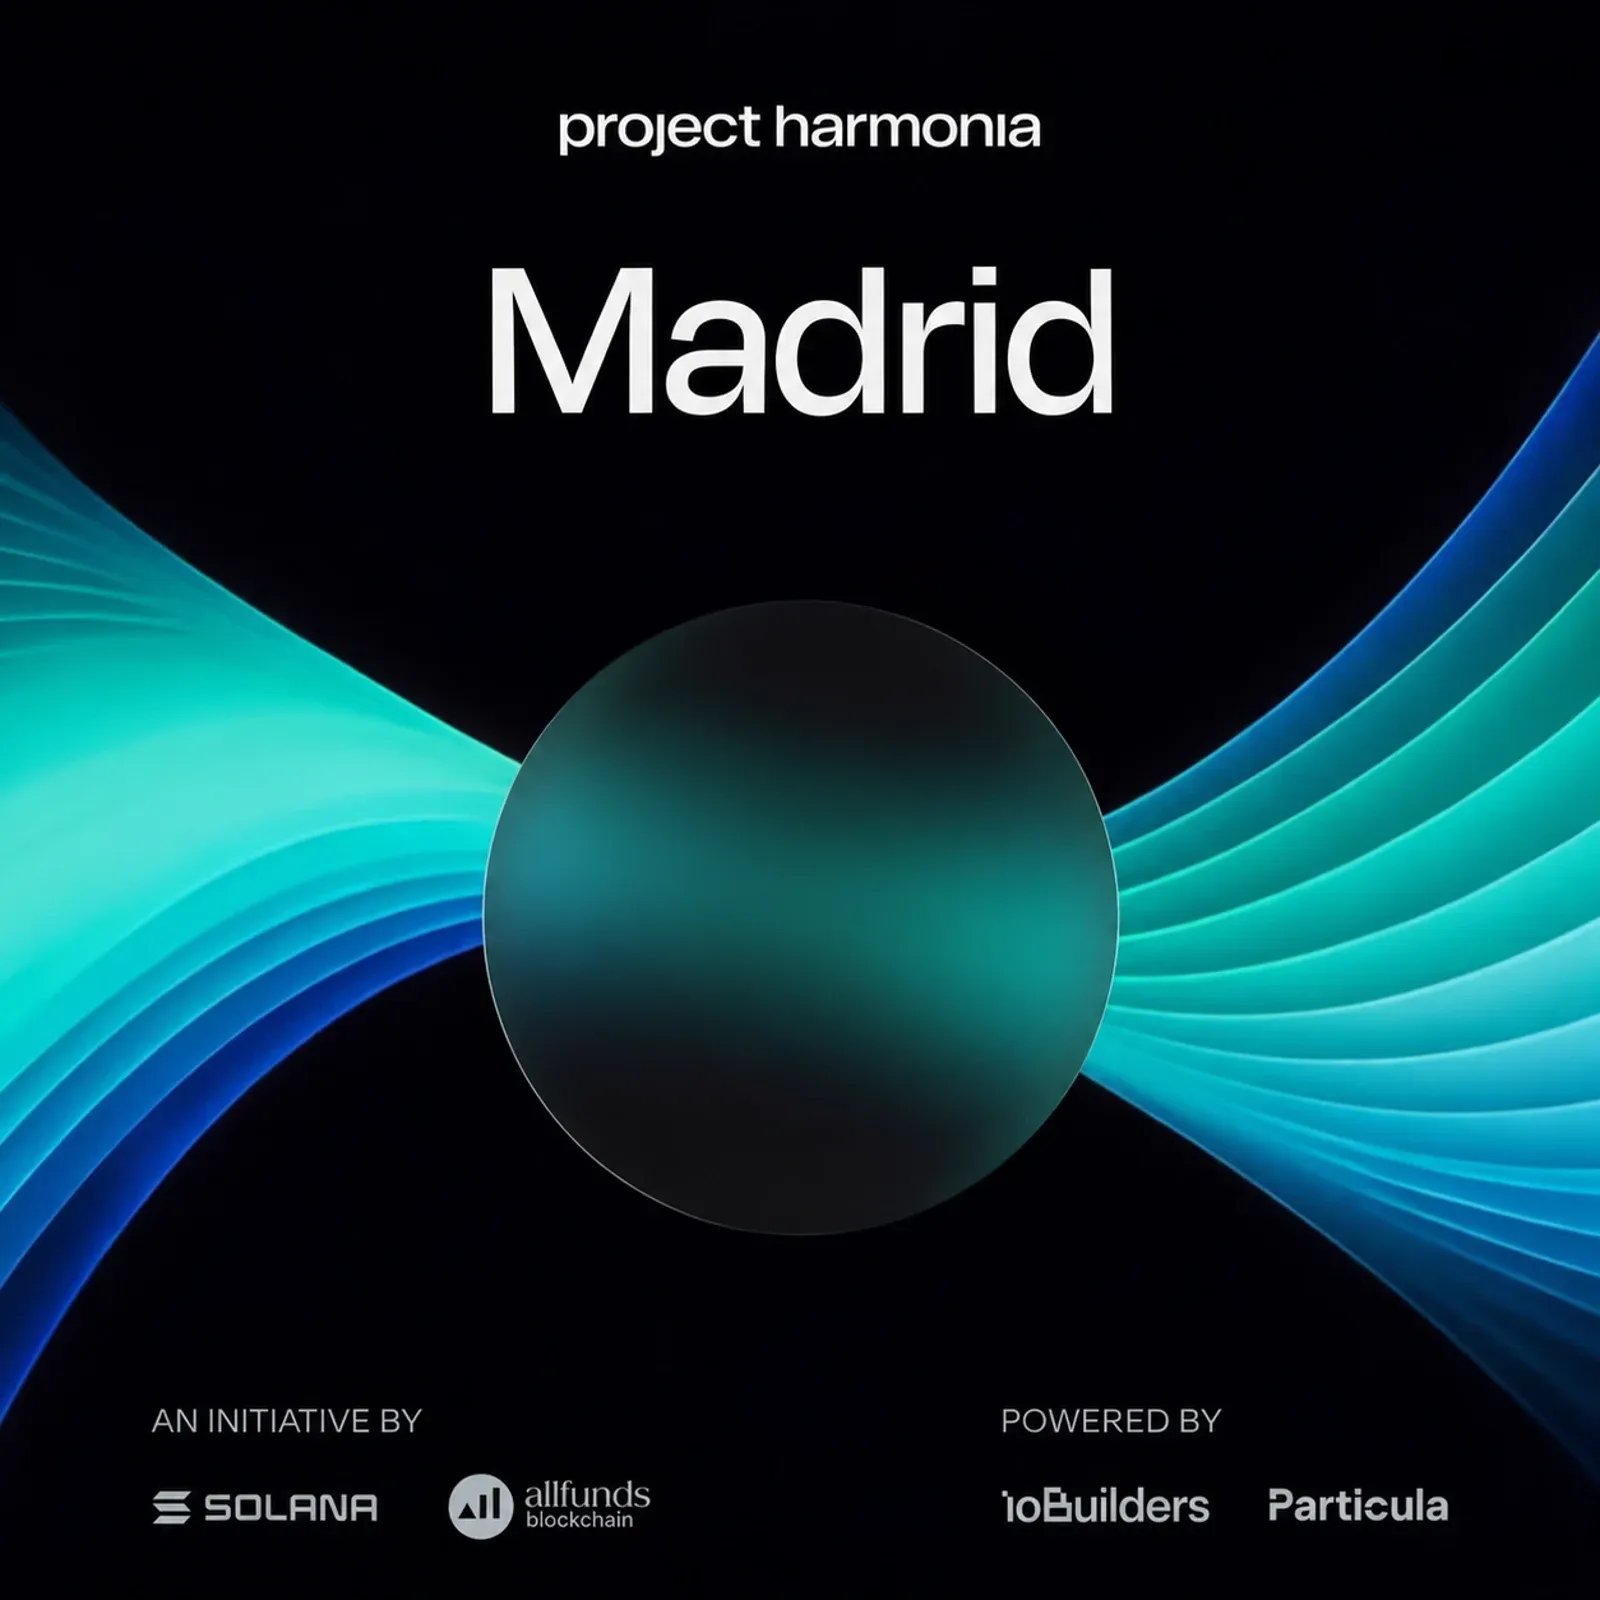 project harmonia
Madrid
AN INITIATIVE BY
SOLANA
allfunds
blockchain
POWERED BY
ioBuilders
Particula